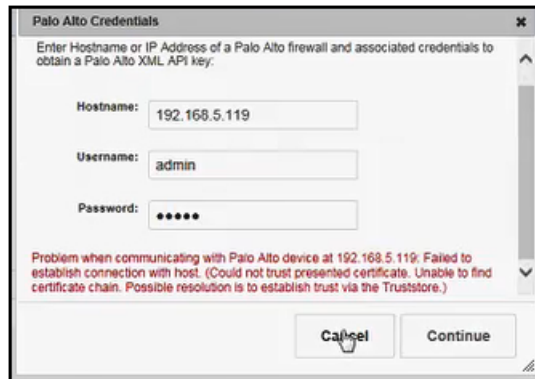 Palo Alto Credentials
Enter Hostname or IP Address of a Palo Alto firewall and associated credentials to
obtain a Palo Alto XML API key:
Hostname: 192.168.5.119
Username: admin
Password: •••••
Problem when communicating with Palo Alto device at 192.168.5.119: Failed to
establish connection with host. (Could not trust presented certificate. Unable to find
certificate chain. Possible resolution is to establish trust via the Truststore.)
Cancel Continue